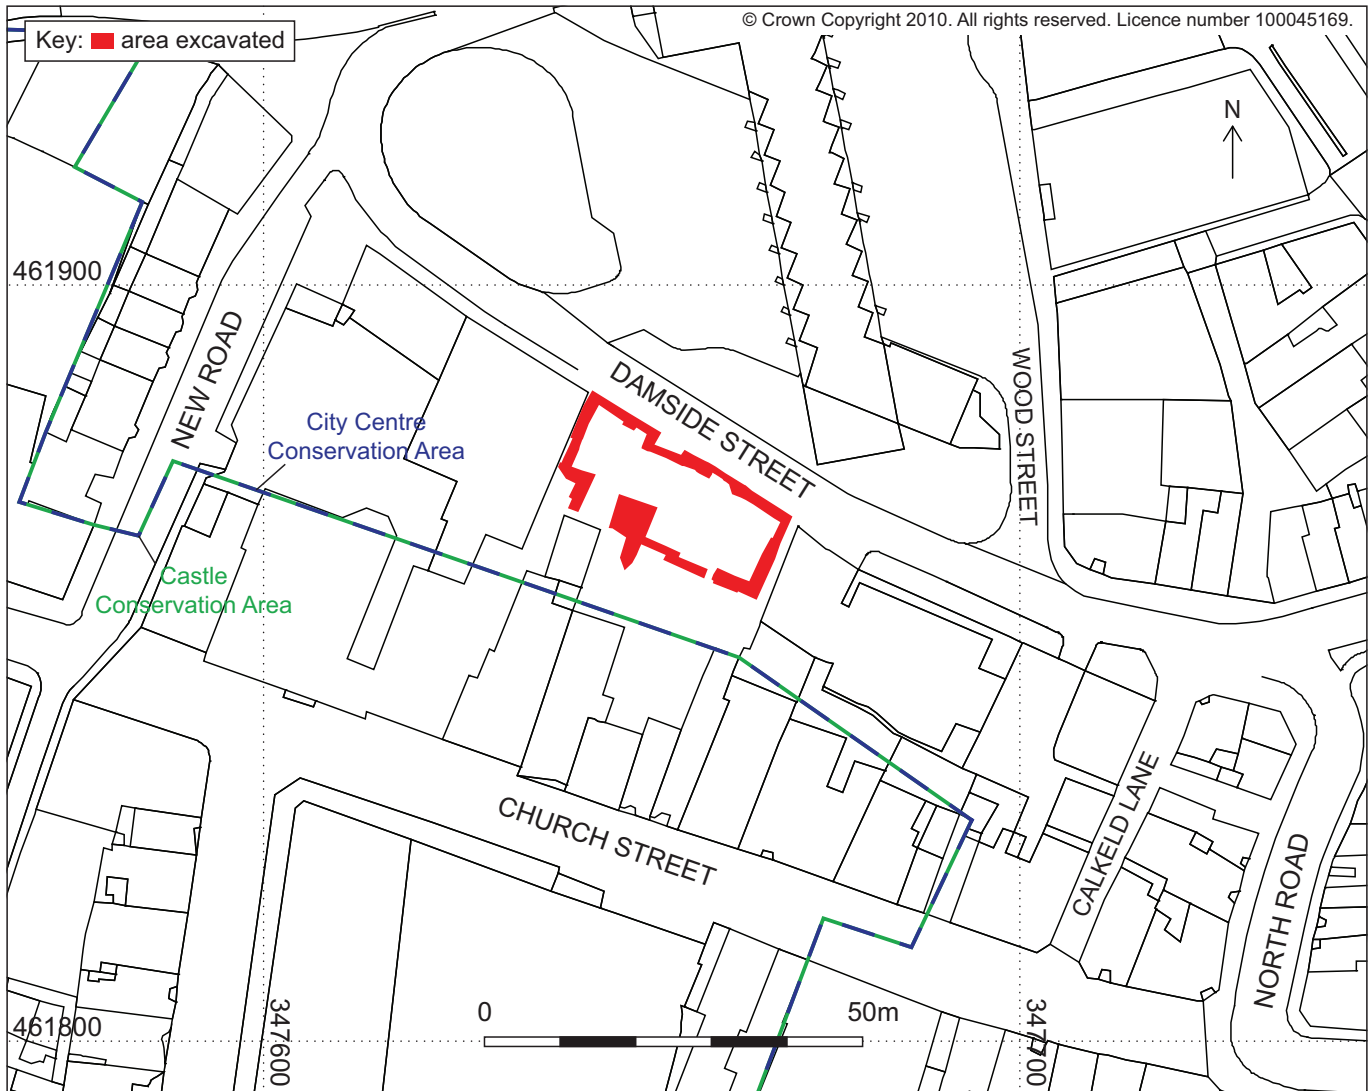 © Crown Copyright 2010. All rights reserved. Licence number 100045169.
Key: area excavated
N
461900
NEW ROAD
DAMSIDE STREET
WOOD STREET
City Centre
Conservation Area
Castle
Conservation Area
CHURCH STREET
CALKELD LANE
NORTH ROAD
461800
347600
0
50m
347700